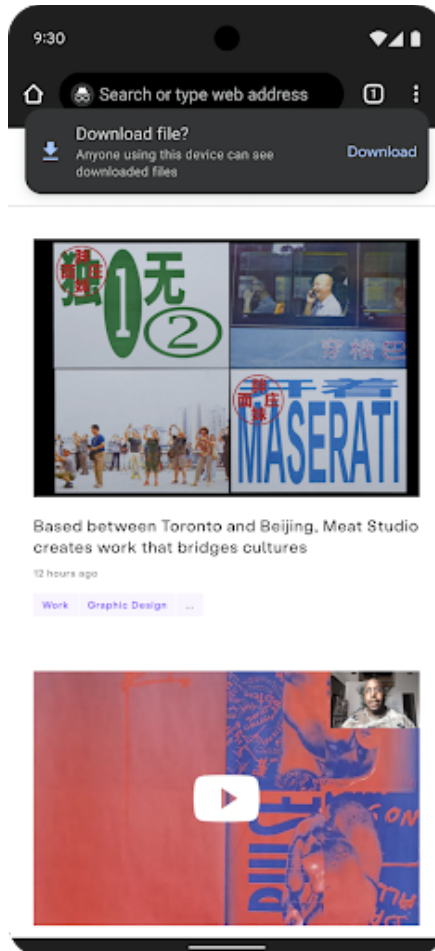 9:30
Search or type web address
1
Download file?
Anyone using this device can see
downloaded files
Download
独1无
2
MASERATI
Based between Toronto and Beijing, Meat Studio
creates work that bridges cultures
12 hours ago
Work Graphic Design ...